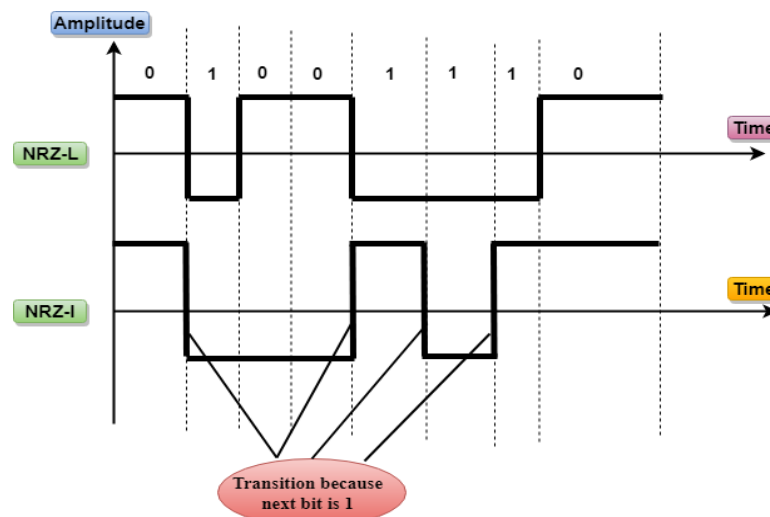 Amplitude
0 1 0 0 1 1 1 0
Time
NRZ-L
NRZ-I
Time
Transition because
next bit is 1